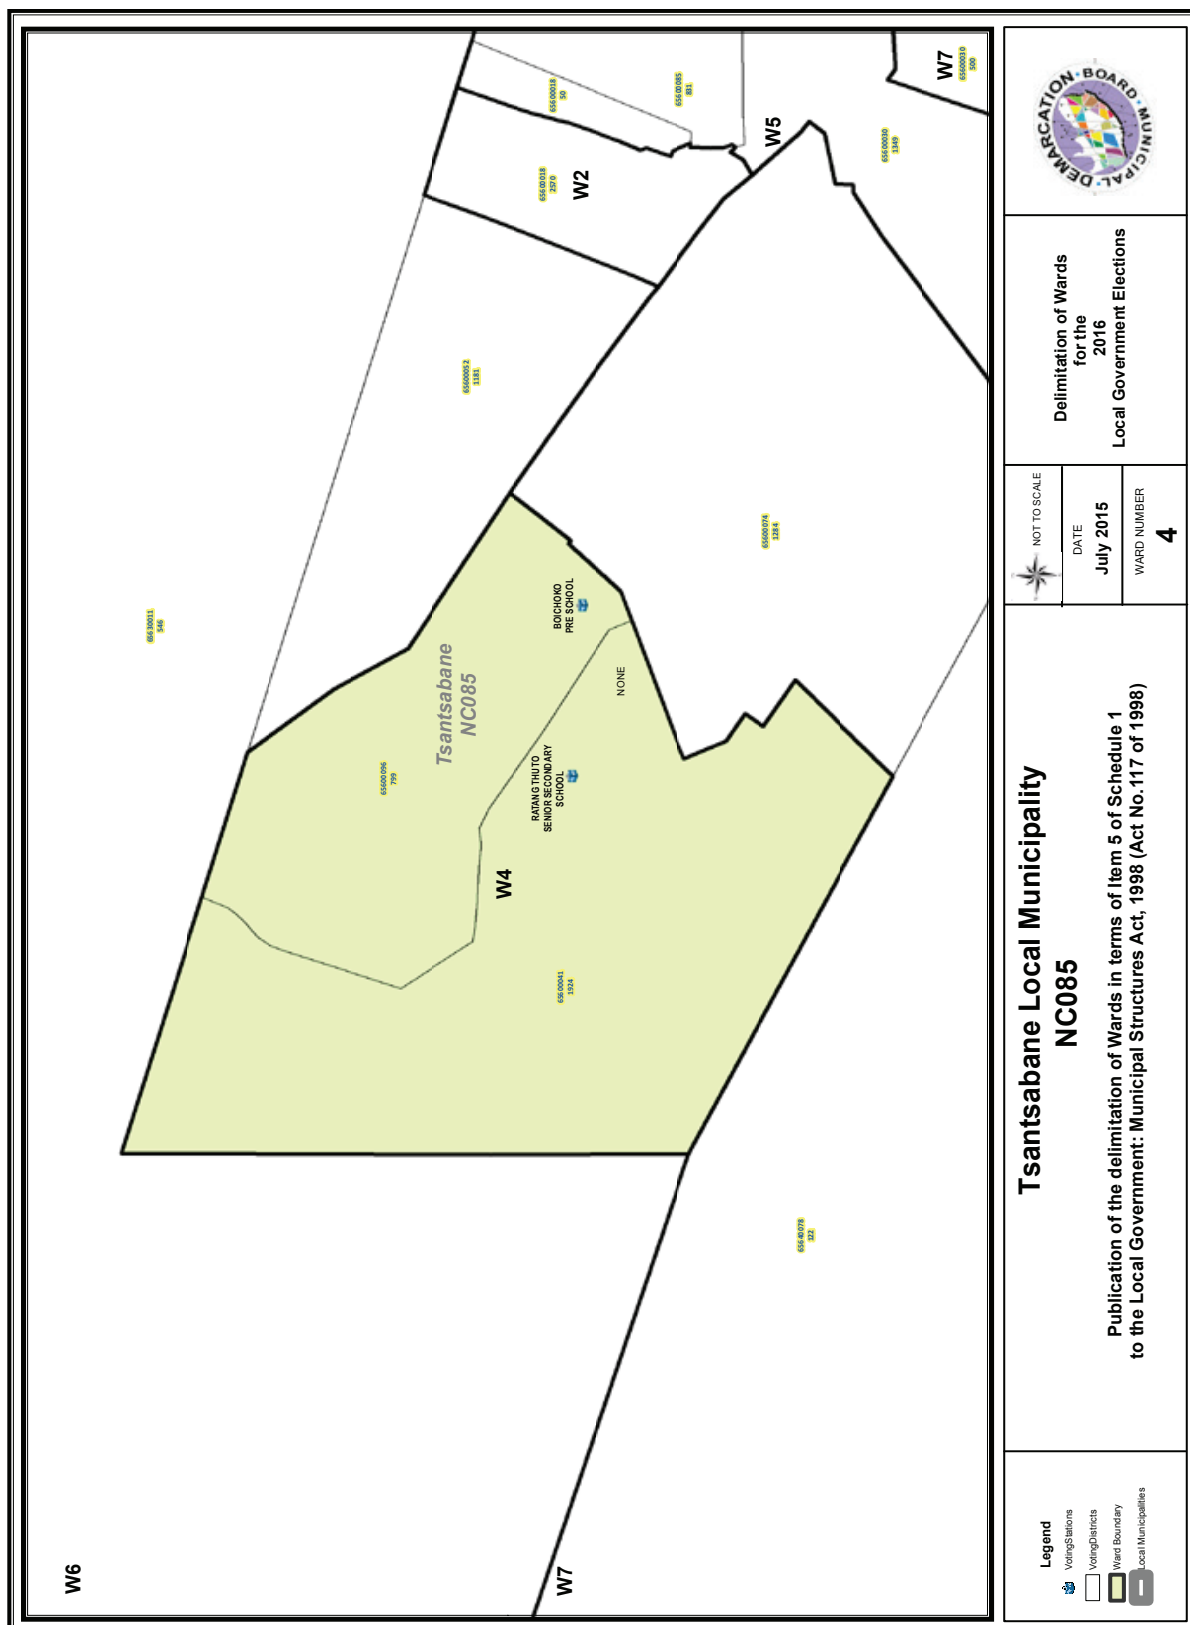 W6
65630011
546
65600018
50
65600085
831
W7
65600030
500
65600018
2570
W2
W5
65600030
1349
65600052
1181
65600074
1284
Tsantsabane
NC085
65600096
799
BOICHOKO
PRE SCHOOL
NONE
RATANG THUTO
SENIOR SECONDARY
SCHOOL
W4
65600041
1924
65640078
122
W7
Legend
VotingStations
VotingDistricts
Ward Boundary
Local Municipalities
Tsantsabane Local Municipality
NC085
Publication of the delimitation of Wards in terms of Item 5 of Schedule 1
to the Local Government: Municipal Structures Act, 1998 (Act No.117 of 1998)
NOT TO SCALE
DATE
July 2015
WARD NUMBER
4
Delimitation of Wards
for the
2016
Local Government Elections
MUNICIPAL DEMARCATION BOARD